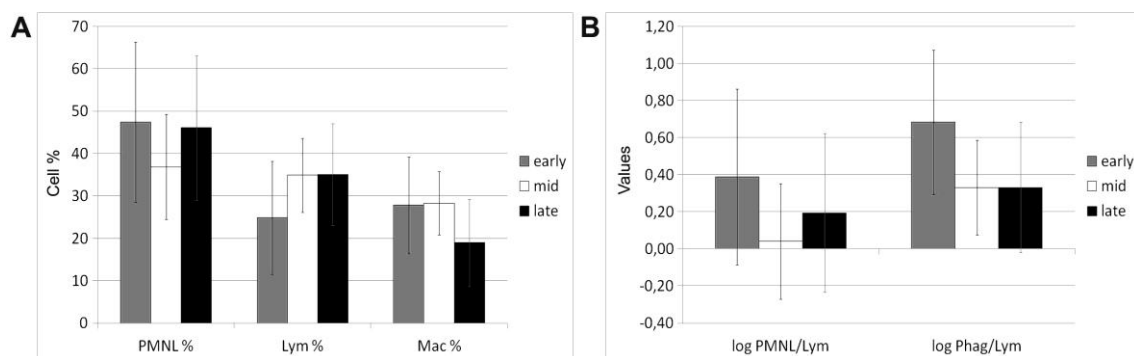 A
70
60
50
40
30
20
10
0
Cell %
PMNL %
Lym %
Mac %
early
mid
late
B
1,20
1,00
0,80
0,60
0,40
0,20
0,00
-0,20
-0,40
Values
log PMNL/Lym
log Phag/Lym
early
mid
late